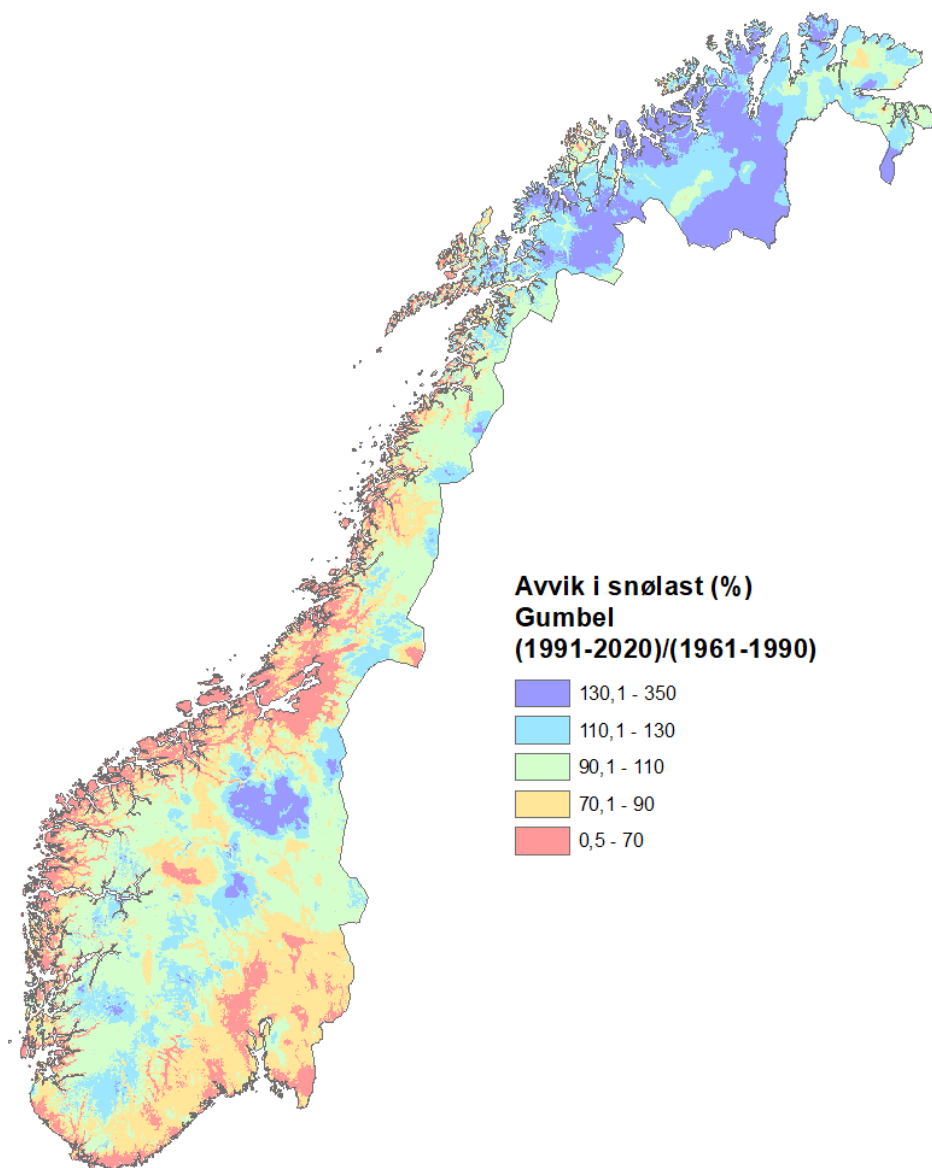 Avvik i snølast (%)
Gumbel
(1991-2020)/(1961-1990)
130,1 - 350
110,1 - 130
90,1 - 110
70,1 - 90
0,5 - 70